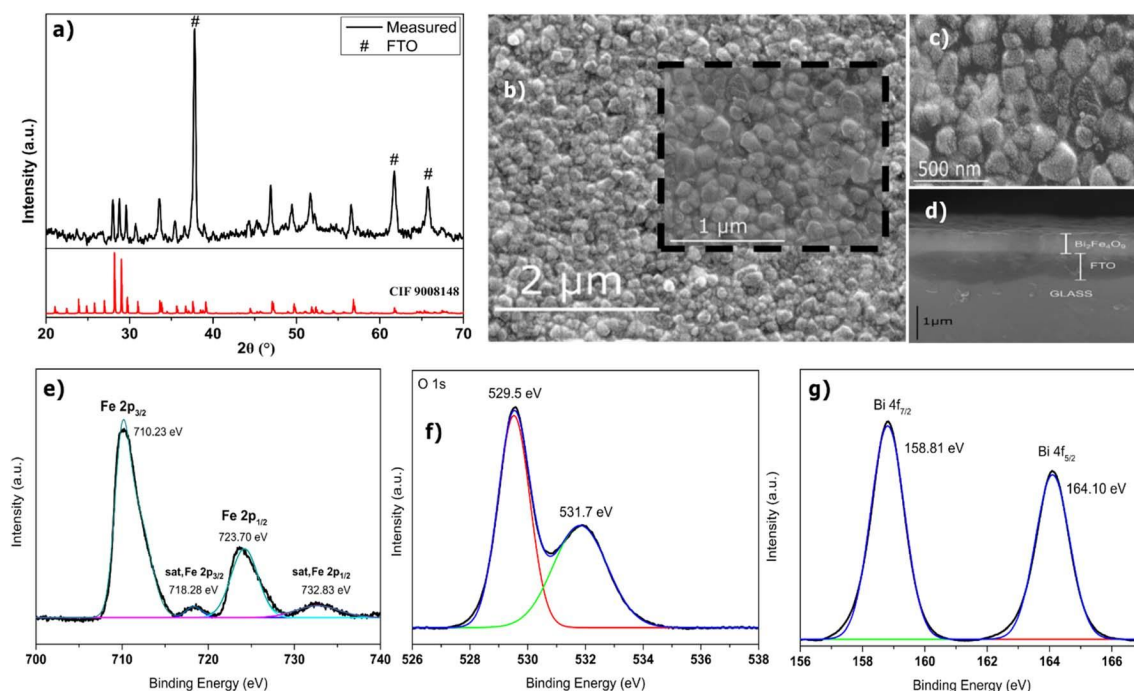 a)
#
Measured
# FTO
#
#
Intensity (a.u.)
CIF 9008148
20 30 40 50 60 70
2θ (°)
b)
1 µm
2 µm
c)
500 nm
d)
Bi₂Fe₄O₉
FTO
GLASS
1µm
e)
Fe 2p₃/₂
710.23 eV
Fe 2p₁/₂
723.70 eV
sat,Fe 2p₃/₂
718.28 eV
sat,Fe 2p₁/₂
732.83 eV
Intensity (a.u.)
700 710 720 730 740
Binding Energy (eV)
O 1s
529.5 eV
f)
531.7 eV
Intensity (a.u.)
526 528 530 532 534 536 538
Binding Energy (eV)
g)
Bi 4f₇/₂
158.81 eV
Bi 4f₅/₂
164.10 eV
Intensity (a.u.)
156 158 160 162 164 166
Binding Energy (eV)